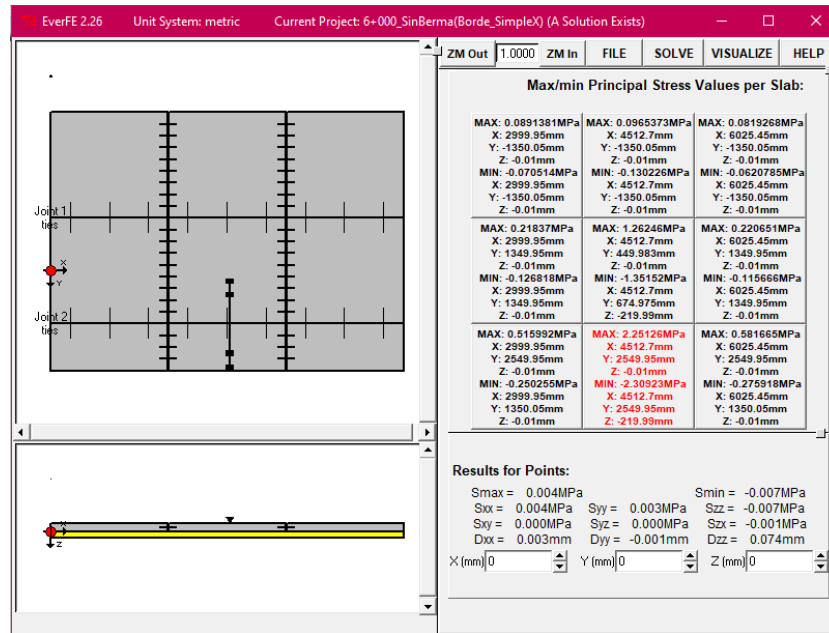 EverFE 2.26 Unit System: metric Current Project: 6+000_SinBerma(Borde_SimpleX) (A Solution Exists)
ZM Out 1.0000 ZM In FILE SOLVE VISUALIZE HELP
Joint 1
ties
X
Y
Joint 2
ties
X
Z
Max/min Principal Stress Values per Slab:
MAX: 0.0891381MPa
X: 2999.95mm
Y: -1350.05mm
Z: -0.01mm
MIN: -0.070514MPa
X: 2999.95mm
Y: -1350.05mm
Z: -0.01mm
MAX: 0.0965373MPa
X: 4512.7mm
Y: -1350.05mm
Z: -0.01mm
MIN: -0.130226MPa
X: 4512.7mm
Y: -1350.05mm
Z: -0.01mm
MAX: 0.0819268MPa
X: 6025.45mm
Y: -1350.05mm
Z: -0.01mm
MIN: -0.0620785MPa
X: 6025.45mm
Y: -1350.05mm
Z: -0.01mm
MAX: 0.21837MPa
X: 2999.95mm
Y: 1349.95mm
Z: -0.01mm
MIN: -0.126818MPa
X: 2999.95mm
Y: 1349.95mm
Z: -0.01mm
MAX: 1.26246MPa
X: 4512.7mm
Y: 449.983mm
Z: -0.01mm
MIN: -1.35152MPa
X: 4512.7mm
Y: 674.975mm
Z: -219.99mm
MAX: 0.220651MPa
X: 6025.45mm
Y: 1349.95mm
Z: -0.01mm
MIN: -0.115666MPa
X: 6025.45mm
Y: 1349.95mm
Z: -0.01mm
MAX: 0.515992MPa
X: 2999.95mm
Y: 2549.95mm
Z: -0.01mm
MIN: -0.250255MPa
X: 2999.95mm
Y: 1350.05mm
Z: -0.01mm
MAX: 2.25126MPa
X: 4512.7mm
Y: 2549.95mm
Z: -0.01mm
MIN: -2.30923MPa
X: 4512.7mm
Y: 2549.95mm
Z: -219.99mm
MAX: 0.581665MPa
X: 6025.45mm
Y: 2549.95mm
Z: -0.01mm
MIN: -0.275918MPa
X: 6025.45mm
Y: 1350.05mm
Z: -0.01mm
Results for Points:
Smax = 0.004MPa Smin = -0.007MPa
Sxx = 0.004MPa Syy = 0.003MPa Szz = -0.007MPa
Sxy = 0.000MPa Syz = 0.000MPa Szx = -0.001MPa
Dxx = 0.003mm Dyy = -0.001mm Dzz = 0.074mm
X (mm) 0 Y (mm) 0 Z (mm) 0